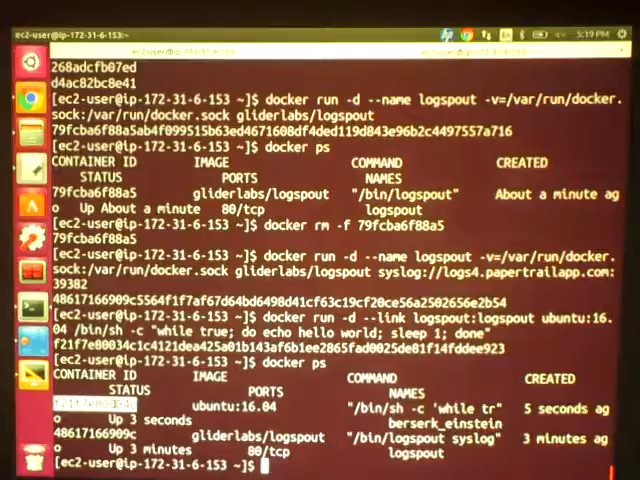 ec2-user@ip-172-31-6-153:~
5:19 PM
268adcfb07ed
d4ac82bc8e41
[ec2-user@ip-172-31-6-153 ~]$ docker run -d --name logspout -v=/var/run/docker.
sock:/var/run/docker.sock gliderlabs/logspout
79fcba6f88a5ab4f099515b63ed4671608df4ded119d843e96b2c4497557a716
[ec2-user@ip-172-31-6-153 ~]$ docker ps
CONTAINER ID IMAGE COMMAND CREATED
STATUS PORTS NAMES
79fcba6f88a5 gliderlabs/logspout "/bin/logspout" About a minute ag
o Up About a minute 80/tcp logspout
[ec2-user@ip-172-31-6-153 ~]$ docker rm -f 79fcba6f88a5
79fcba6f88a5
[ec2-user@ip-172-31-6-153 ~]$ docker run -d --name logspout -v=/var/run/docker.
sock:/var/run/docker.sock gliderlabs/logspout syslog://logs4.papertrailapp.com:
39382
48617166909c5564f1f7af67d64bd6498d41cf63c19cf20ce56a2502656e2b54
[ec2-user@ip-172-31-6-153 ~]$ docker run -d --link logspout:logspout ubuntu:16.
04 /bin/sh -c "while true; do echo hello world; sleep 1; done"
f21f7e80034c1c4121dea425a01b143af6b1ee2865fad0025de81f14fddee923
[ec2-user@ip-172-31-6-153 ~]$ docker ps
CONTAINER ID IMAGE COMMAND CREATED
STATUS PORTS NAMES
f21f7e80034c ubuntu:16.04 "/bin/sh -c 'while tr" 5 seconds ag
o Up 3 seconds berserk_einstein
48617166909c gliderlabs/logspout "/bin/logspout syslog" 3 minutes ag
o Up 3 minutes 80/tcp logspout
[ec2-user@ip-172-31-6-153 ~]$